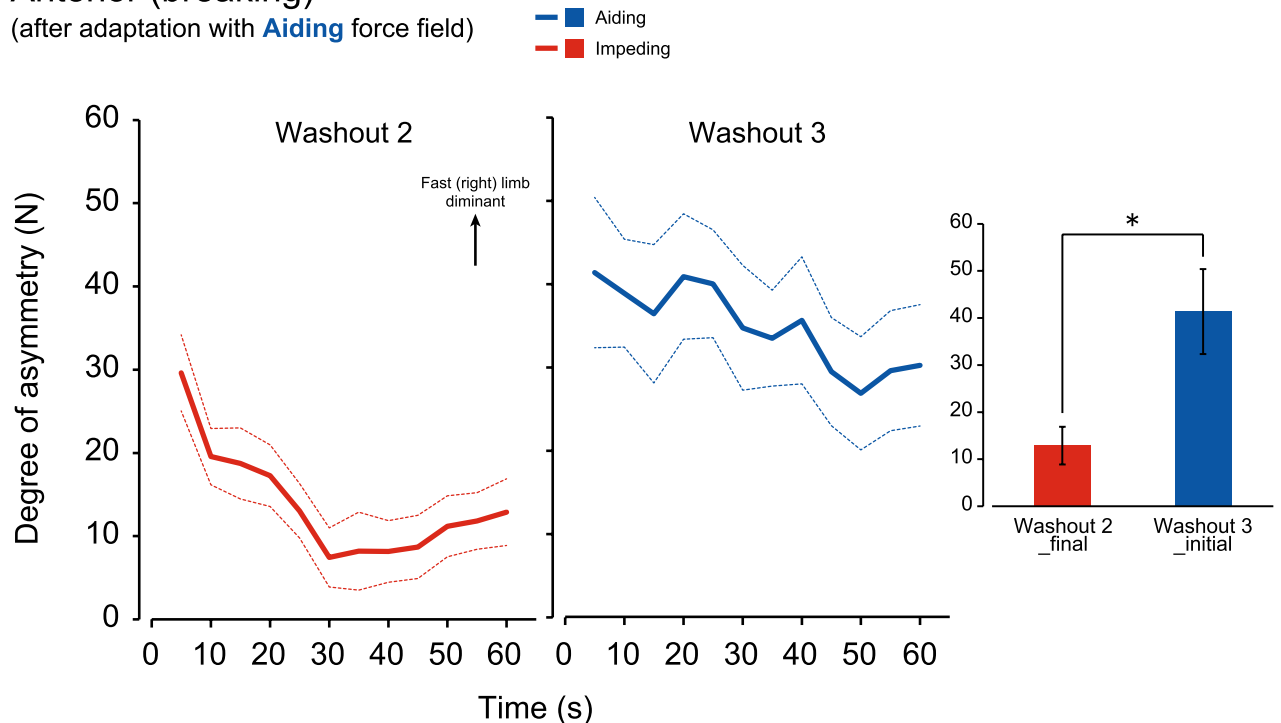 Anterior (breaking)
(after adaptation with Aiding force field)
Aiding
Impeding
Washout 2
Washout 3
Fast (right) limb
diminant
Degree of asymmetry (N)
60
50
40
30
20
10
0
0 10 20 30 40 50 60
0 10 20 30 40 50 60
Time (s)
60
50
40
30
20
10
0
*
Washout 2
_final
Washout 3
_initial